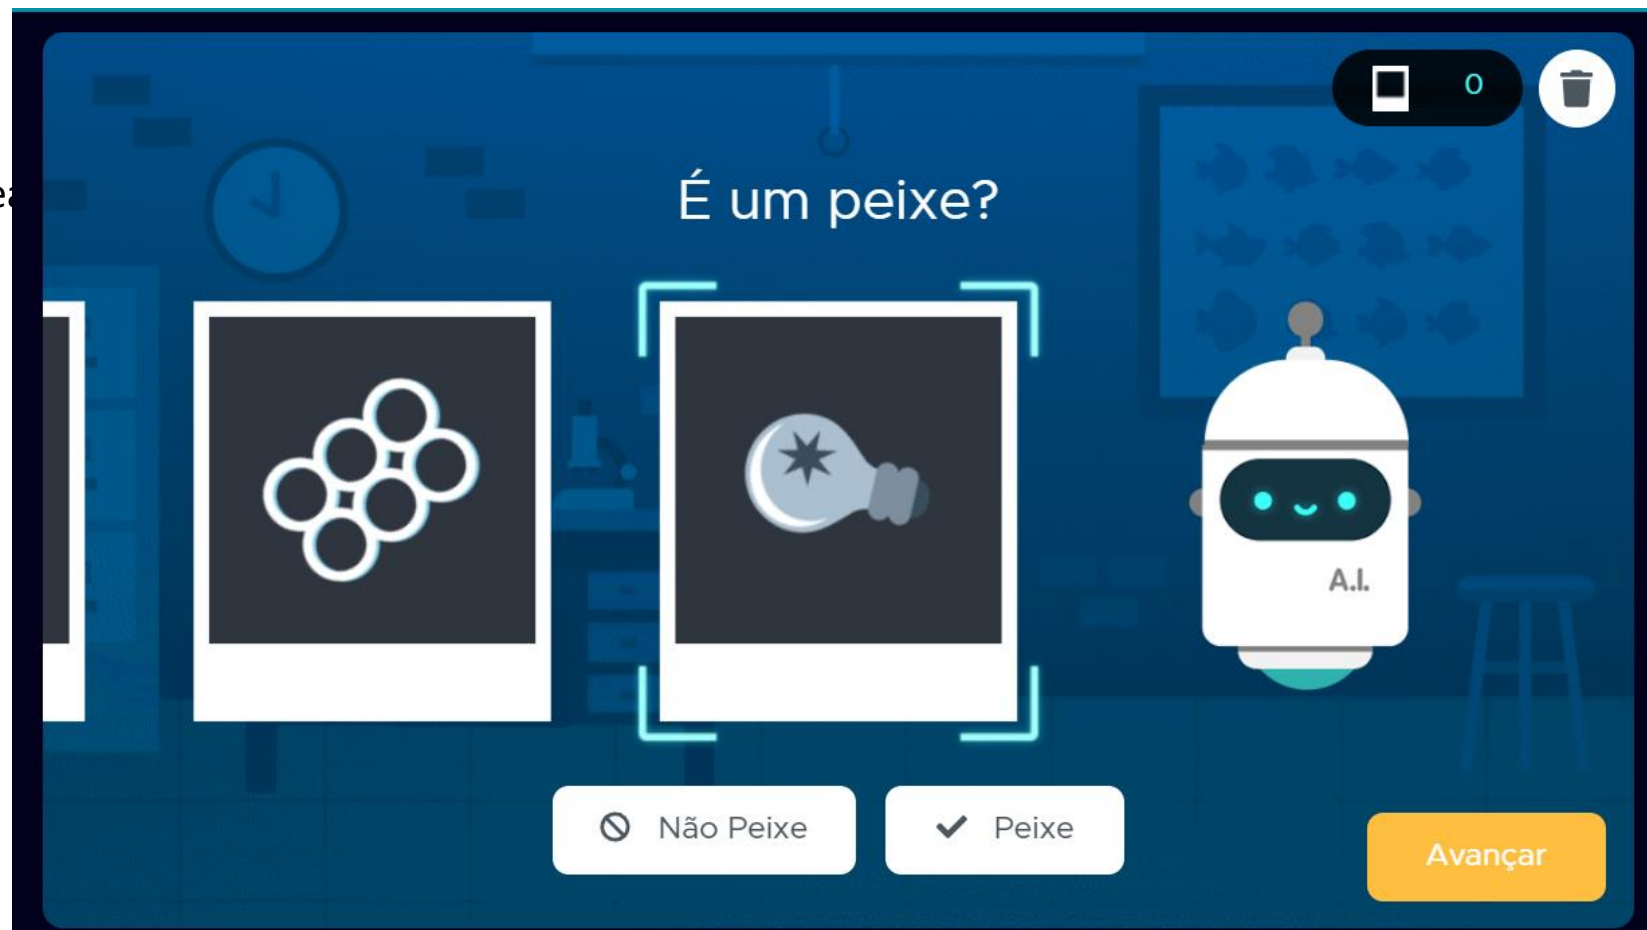 0
É um peixe?
A.I.
Não Peixe
Peixe
Avançar